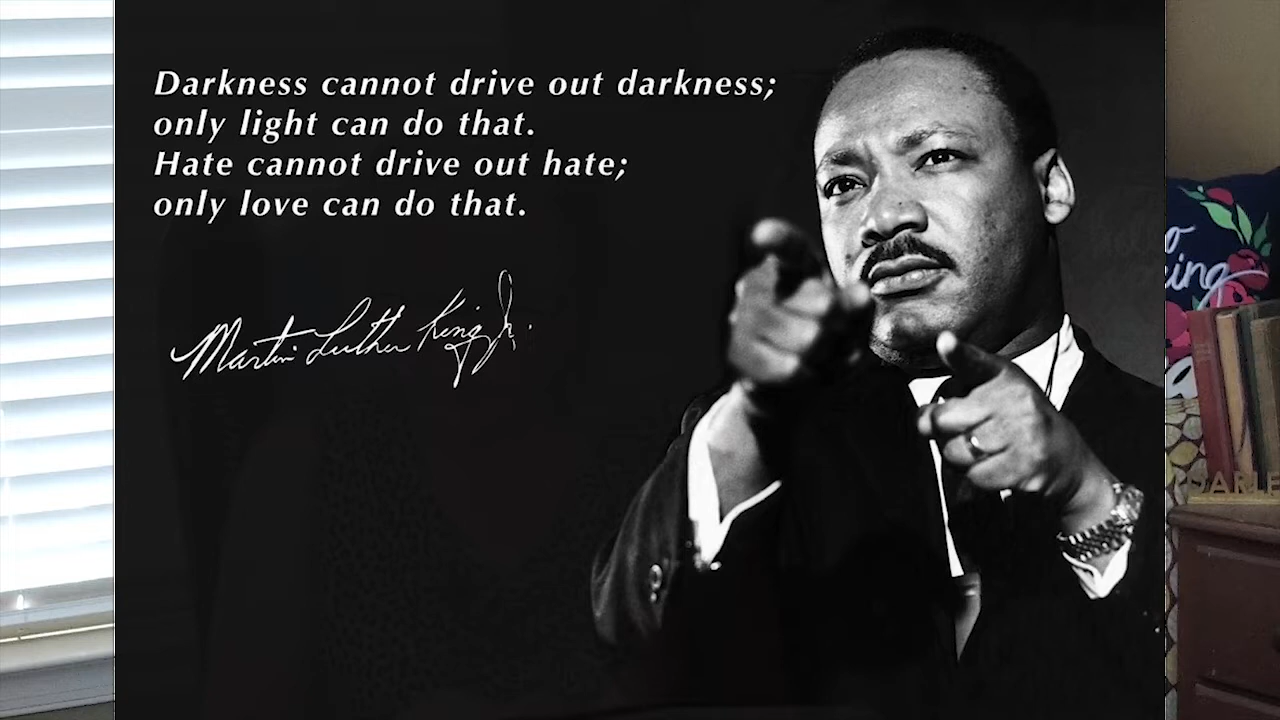 Darkness cannot drive out darkness;
only light can do that.
Hate cannot drive out hate;
only love can do that.
Martin Luther King Jr.